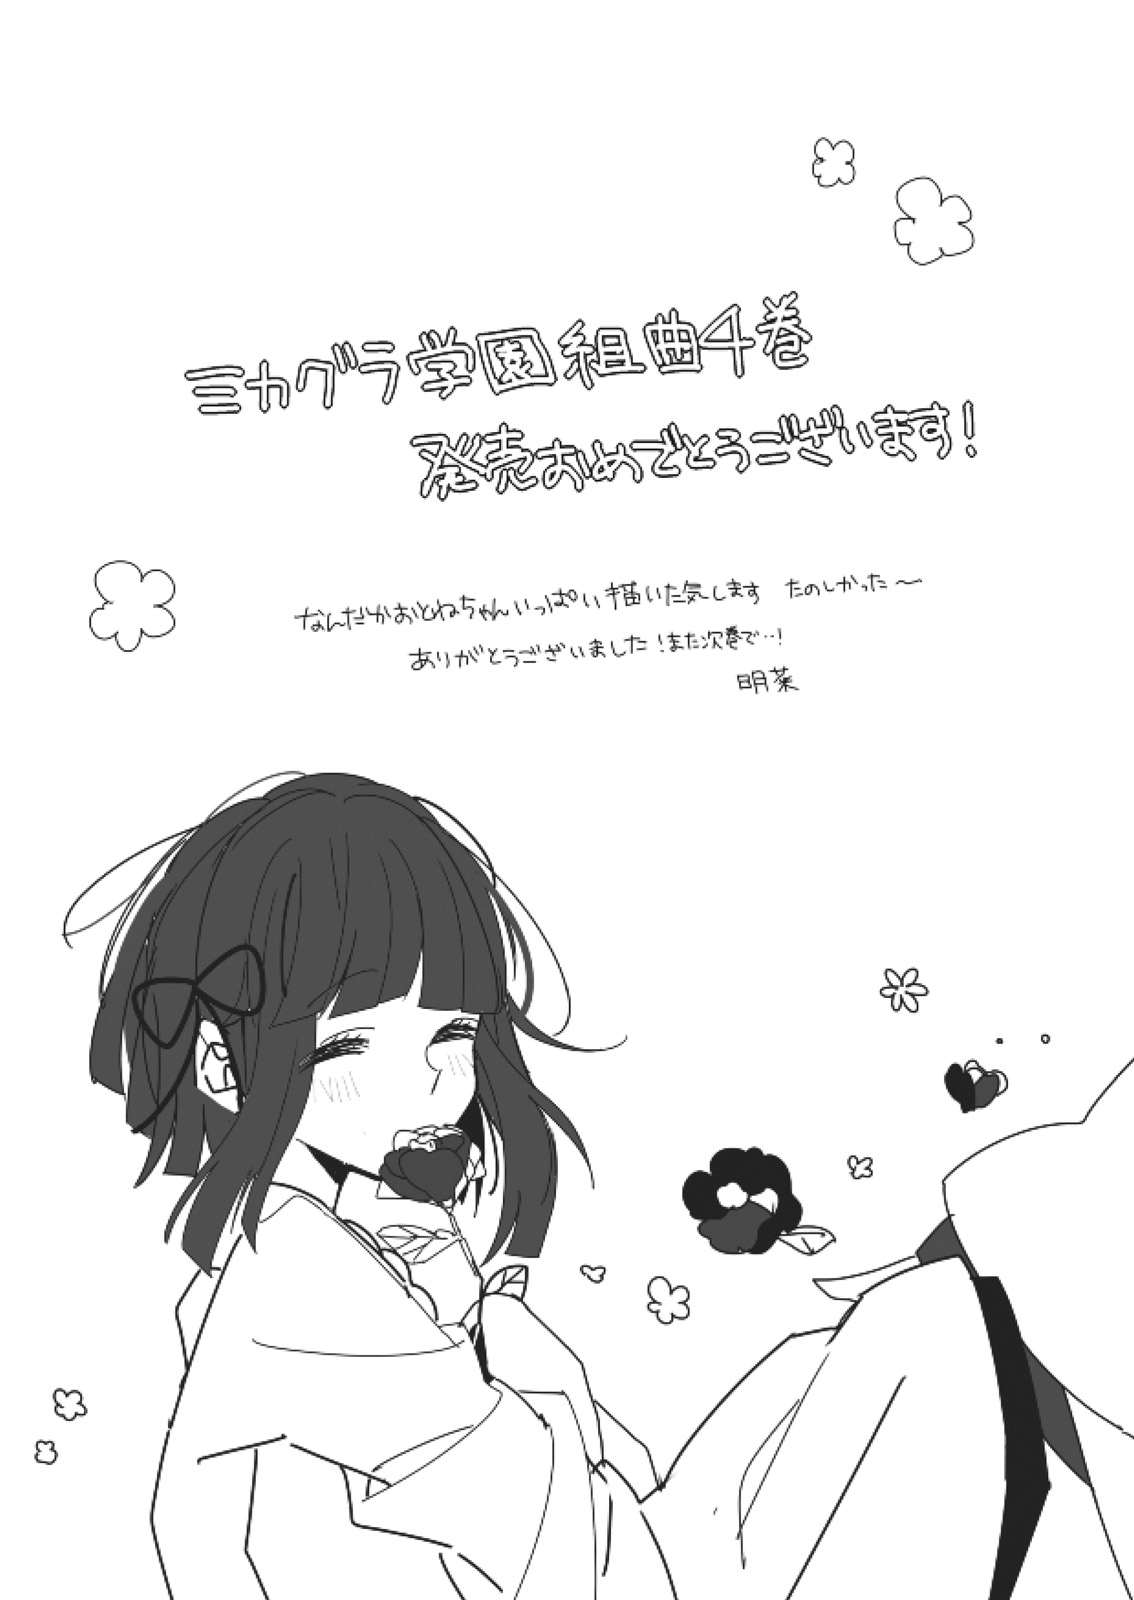 ミカグラ学園組曲4巻
発売おめでとうございます!
なんだかおとねちゃんいっぱい描いた気します たのしかった〜
ありがとうございました!また次巻で‥!
明菜